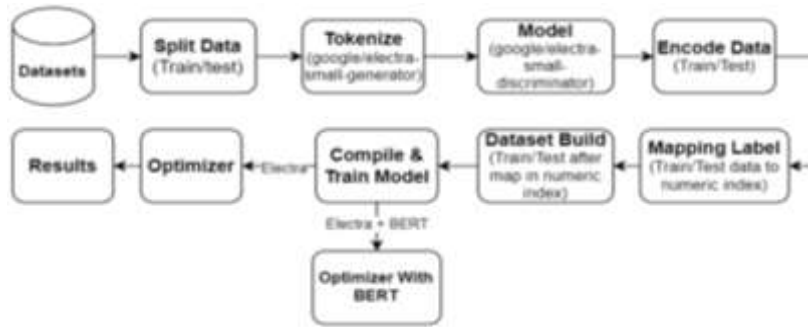 Datasets
Split Data
(Train/test)
Tokenize
(google/electra-
small-generator)
Model
(google/electra-
small-
discriminator)
Encode Data
(Train/Test)
Results
Optimizer
Electra
Compile &
Train Model
Dataset Build
(Train/Test after
map in numeric
index)
Mapping Label
(Train/Test data to
numeric index)
Electra + BERT
Optimizer With
BERT